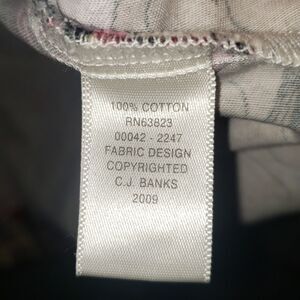 100% COTTON
RN63823
00042 - 2247
FABRIC DESIGN
COPYRIGHTED
C.J. BANKS
2009